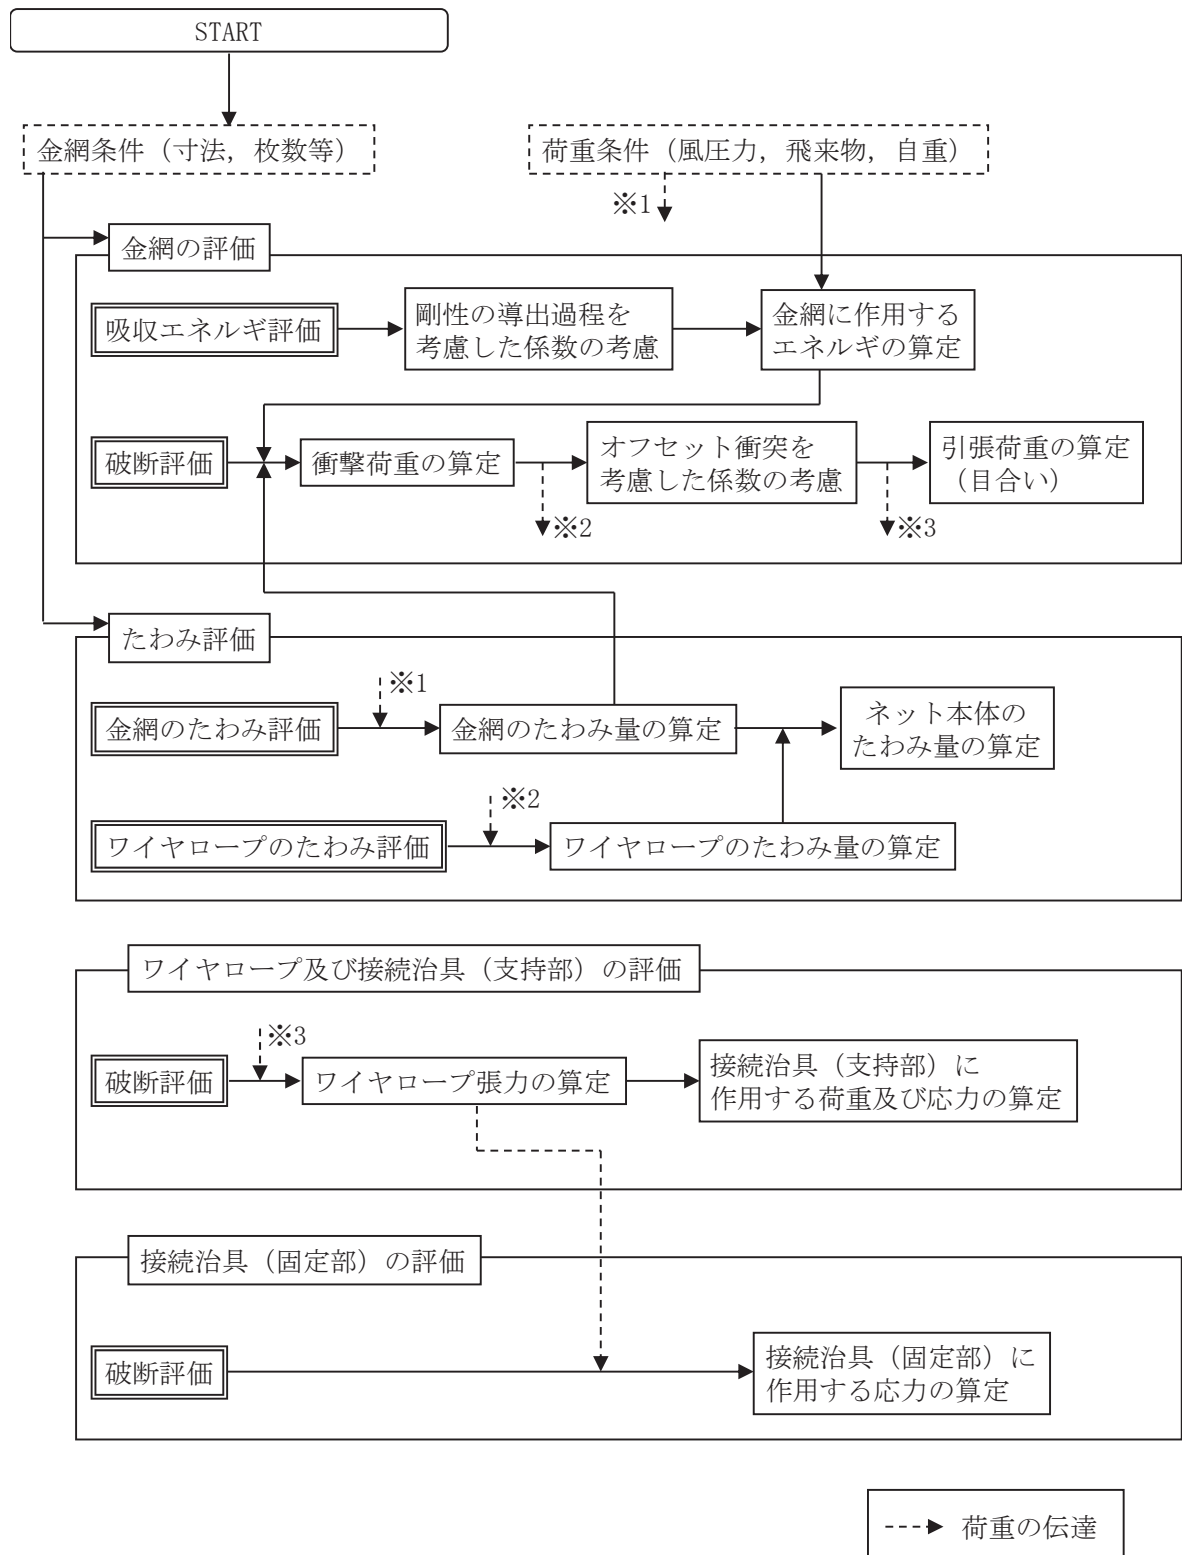 START
金網条件（寸法，枚数等）
荷重条件（風圧力，飛来物，自重）
※1
金網の評価
吸収エネルギ評価
剛性の導出過程を
考慮した係数の考慮
金網に作用する
エネルギの算定
破断評価
衝撃荷重の算定
オフセット衝突を
考慮した係数の考慮
引張荷重の算定
（目合い）
※2
※3
たわみ評価
※1
金網のたわみ評価
金網のたわみ量の算定
ネット本体の
たわみ量の算定
※2
ワイヤロープのたわみ評価
ワイヤロープのたわみ量の算定
ワイヤロープ及び接続治具（支持部）の評価
※3
破断評価
ワイヤロープ張力の算定
接続治具（支持部）に
作用する荷重及び応力の算定
接続治具（固定部）の評価
破断評価
接続治具（固定部）に
作用する応力の算定
荷重の伝達